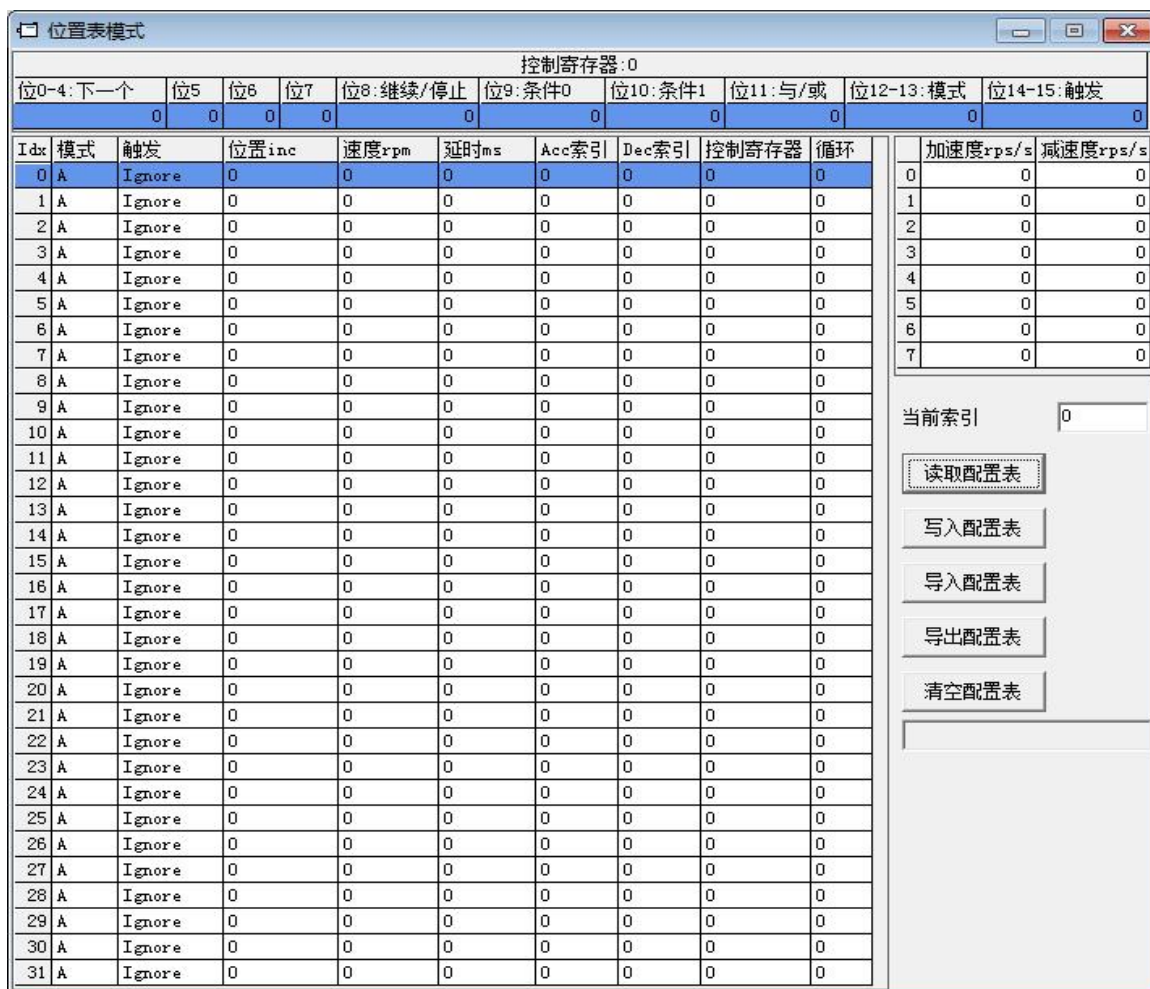 位置表模式
控制寄存器:0
位0-4:下一个 位5 位6 位7 位8:继续/停止 位9:条件0 位10:条件1 位11:与/或 位12-13:模式 位14-15:触发
0 0 0 0 0 0 0 0 0 0
Idx 模式 触发 位置inc 速度rpm 延时ms Acc索引 Dec索引 控制寄存器 循环
0 A Ignore 0 0 0 0 0 0 0
1 A Ignore 0 0 0 0 0 0 0
2 A Ignore 0 0 0 0 0 0 0
3 A Ignore 0 0 0 0 0 0 0
4 A Ignore 0 0 0 0 0 0 0
5 A Ignore 0 0 0 0 0 0 0
6 A Ignore 0 0 0 0 0 0 0
7 A Ignore 0 0 0 0 0 0 0
8 A Ignore 0 0 0 0 0 0 0
9 A Ignore 0 0 0 0 0 0 0
10 A Ignore 0 0 0 0 0 0 0
11 A Ignore 0 0 0 0 0 0 0
12 A Ignore 0 0 0 0 0 0 0
13 A Ignore 0 0 0 0 0 0 0
14 A Ignore 0 0 0 0 0 0 0
15 A Ignore 0 0 0 0 0 0 0
16 A Ignore 0 0 0 0 0 0 0
17 A Ignore 0 0 0 0 0 0 0
18 A Ignore 0 0 0 0 0 0 0
19 A Ignore 0 0 0 0 0 0 0
20 A Ignore 0 0 0 0 0 0 0
21 A Ignore 0 0 0 0 0 0 0
22 A Ignore 0 0 0 0 0 0 0
23 A Ignore 0 0 0 0 0 0 0
24 A Ignore 0 0 0 0 0 0 0
25 A Ignore 0 0 0 0 0 0 0
26 A Ignore 0 0 0 0 0 0 0
27 A Ignore 0 0 0 0 0 0 0
28 A Ignore 0 0 0 0 0 0 0
29 A Ignore 0 0 0 0 0 0 0
30 A Ignore 0 0 0 0 0 0 0
31 A Ignore 0 0 0 0 0 0 0
加速度rps/s 减速度rps/s
0 0 0
1 0 0
2 0 0
3 0 0
4 0 0
5 0 0
6 0 0
7 0 0
当前索引 0
读取配置表
写入配置表
导入配置表
导出配置表
清空配置表